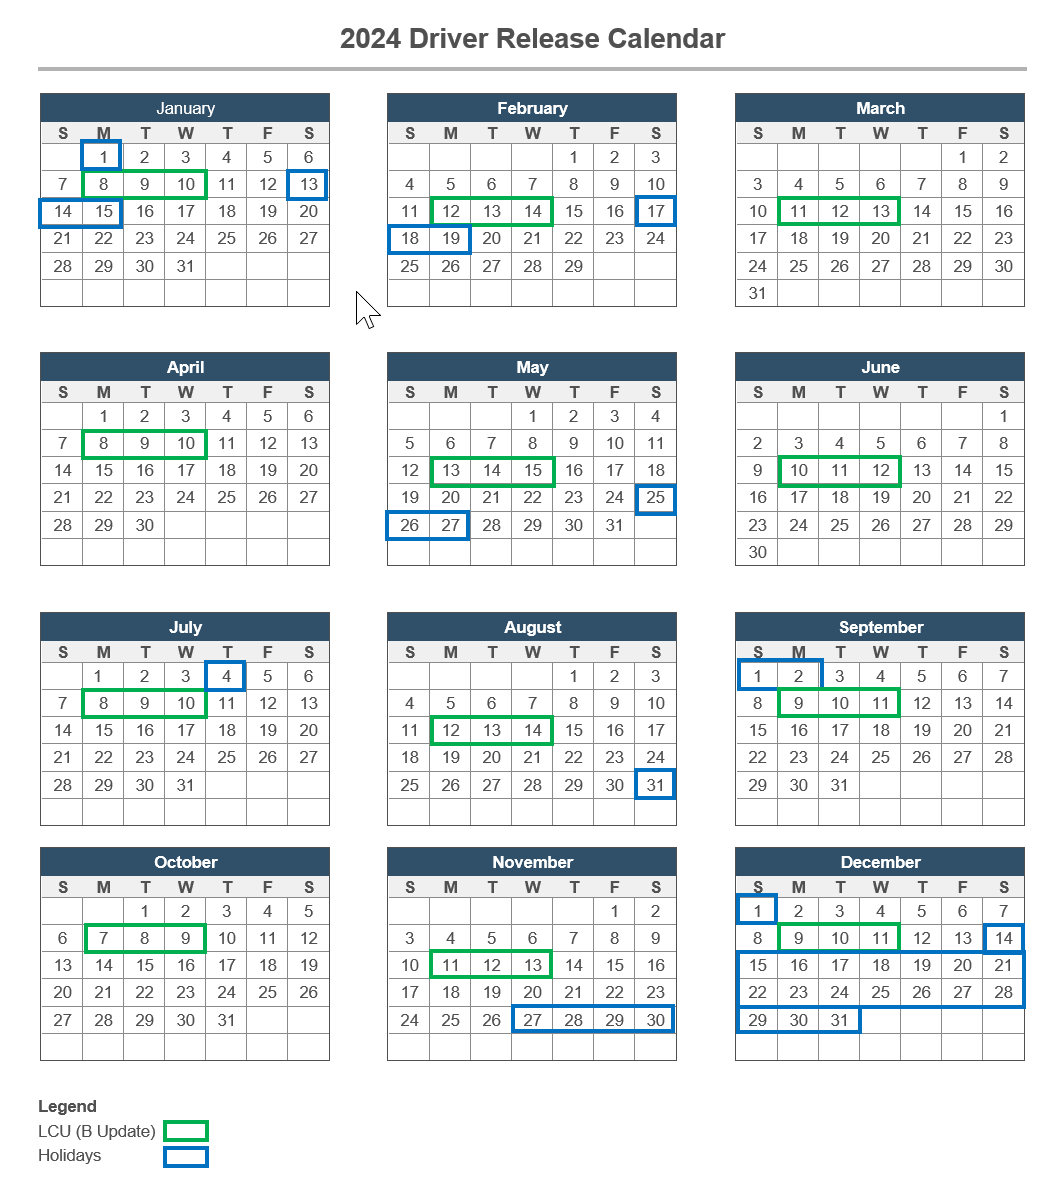 2024 Driver Release Calendar
January
S M T W T F S
1 2 3 4 5 6
7 8 9 10 11 12 13
14 15 16 17 18 19 20
21 22 23 24 25 26 27
28 29 30 31
February
S M T W T F S
1 2 3
4 5 6 7 8 9 10
11 12 13 14 15 16 17
18 19 20 21 22 23 24
25 26 27 28 29
March
S M T W T F S
1 2
3 4 5 6 7 8 9
10 11 12 13 14 15 16
17 18 19 20 21 22 23
24 25 26 27 28 29 30
31
April
S M T W T F S
1 2 3 4 5 6
7 8 9 10 11 12 13
14 15 16 17 18 19 20
21 22 23 24 25 26 27
28 29 30
May
S M T W T F S
1 2 3 4
5 6 7 8 9 10 11
12 13 14 15 16 17 18
19 20 21 22 23 24 25
26 27 28 29 30 31
June
S M T W T F S
1
2 3 4 5 6 7 8
9 10 11 12 13 14 15
16 17 18 19 20 21 22
23 24 25 26 27 28 29
30
July
S M T W T F S
1 2 3 4 5 6
7 8 9 10 11 12 13
14 15 16 17 18 19 20
21 22 23 24 25 26 27
28 29 30 31
August
S M T W T F S
1 2 3
4 5 6 7 8 9 10
11 12 13 14 15 16 17
18 19 20 21 22 23 24
25 26 27 28 29 30 31
September
S M T W T F S
1 2 3 4 5 6 7
8 9 10 11 12 13 14
15 16 17 18 19 20 21
22 23 24 25 26 27 28
29 30 31
October
S M T W T F S
1 2 3 4 5
6 7 8 9 10 11 12
13 14 15 16 17 18 19
20 21 22 23 24 25 26
27 28 29 30 31
November
S M T W T F S
1 2
3 4 5 6 7 8 9
10 11 12 13 14 15 16
17 18 19 20 21 22 23
24 25 26 27 28 29 30
December
S M T W T F S
1 2 3 4 5 6 7
8 9 10 11 12 13 14
15 16 17 18 19 20 21
22 23 24 25 26 27 28
29 30 31
Legend
LCU (B Update)
Holidays